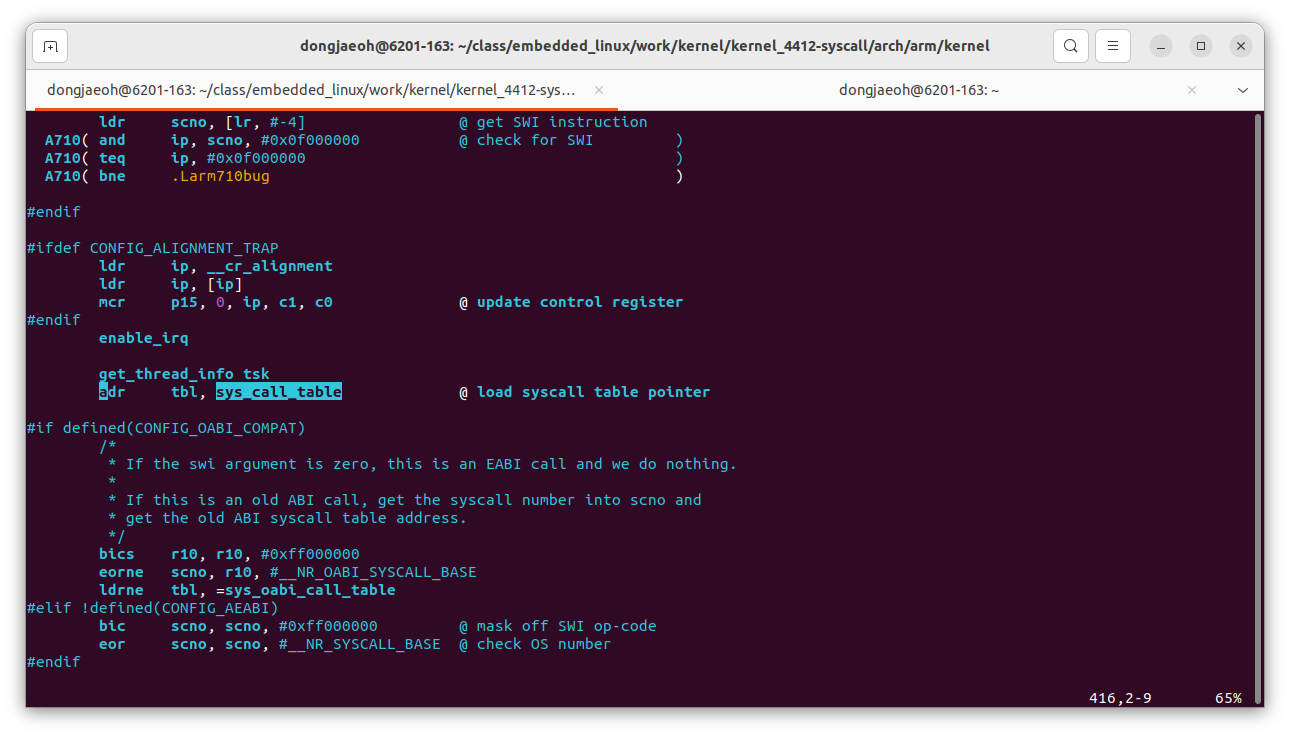 dongjaeoh@6201-163: ~/class/embedded_linux/work/kernel/kernel_4412-syscall/arch/arm/kernel
dongjaeoh@6201-163: ~/class/embedded_linux/work/kernel/kernel_4412-sys... × dongjaeoh@6201-163: ~ ×
ldr scno, [lr, #-4] @ get SWI instruction
A710( and ip, scno, #0x0f000000 @ check for SWI )
A710( teq ip, #0x0f000000 )
A710( bne .Larm710bug )
#endif
#ifdef CONFIG_ALIGNMENT_TRAP
ldr ip, __cr_alignment
ldr ip, [ip]
mcr p15, 0, ip, c1, c0 @ update control register
#endif
enable_irq
get_thread_info tsk
adr tbl, sys_call_table @ load syscall table pointer
#if defined(CONFIG_OABI_COMPAT)
/*
* If the swi argument is zero, this is an EABI call and we do nothing.
*
* If this is an old ABI call, get the syscall number into scno and
* get the old ABI syscall table address.
*/
bics r10, r10, #0xff000000
eorne scno, r10, #__NR_OABI_SYSCALL_BASE
ldrne tbl, =sys_oabi_call_table
#elif !defined(CONFIG_AEABI)
bic scno, scno, #0xff000000 @ mask off SWI op-code
eor scno, scno, #__NR_SYSCALL_BASE @ check OS number
#endif
416,2-9 65%